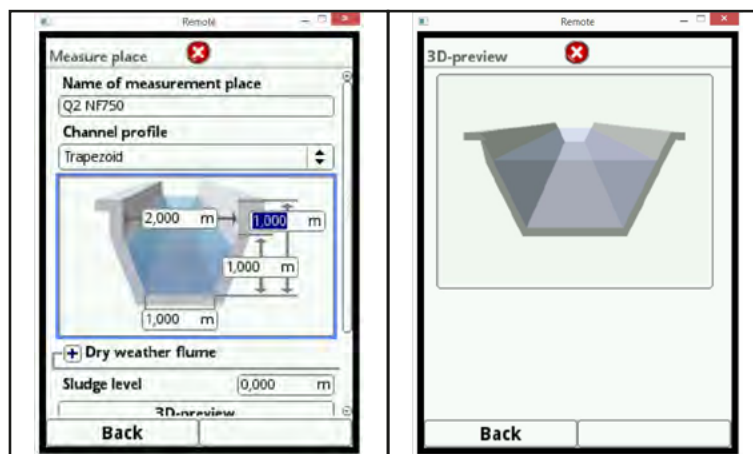 Remote
Measure place
Name of measurement place
Q2 NF750
Channel profile
Trapezoid
2,000 m
1,000 m
1,000 m
1,000 m
Dry weather flume
Sludge level 0,000 m
3D-preview
Back
Remote
3D-preview
Back